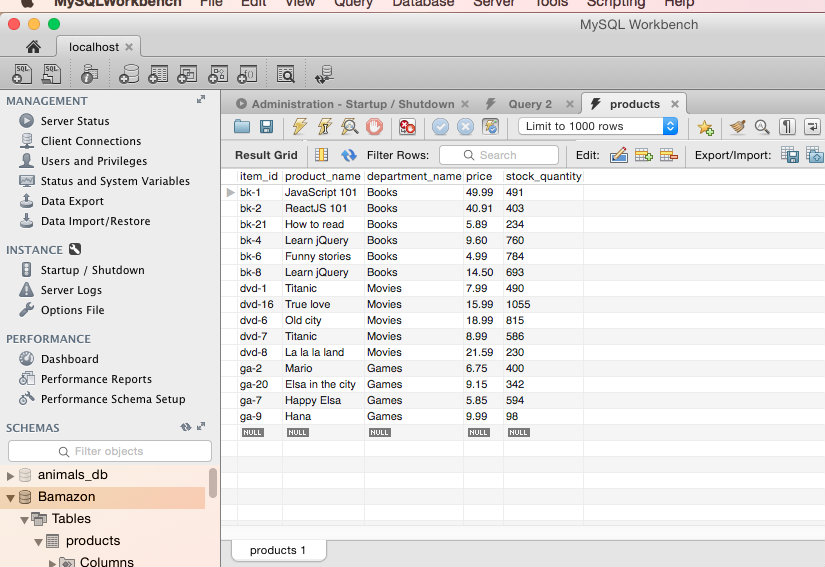 MySQLWorkbench File Edit View Query Database Server Tools Scripting Help
MySQL Workbench
localhost
MANAGEMENT
Server Status
Client Connections
Users and Privileges
Status and System Variables
Data Export
Data Import/Restore
INSTANCE
Startup / Shutdown
Server Logs
Options File
PERFORMANCE
Dashboard
Performance Reports
Performance Schema Setup
SCHEMAS
Filter objects
animals_db
Bamazon
Tables
products
Columns
Administration - Startup / Shutdown Query 2 products
Limit to 1000 rows
Result Grid Filter Rows: Search Edit: Export/Import:
item_id product_name department_name price stock_quantity
bk-1 JavaScript 101 Books 49.99 491
bk-2 ReactJS 101 Books 40.91 403
bk-21 How to read Books 5.89 234
bk-4 Learn jQuery Books 9.60 760
bk-6 Funny stories Books 4.99 784
bk-8 Learn jQuery Books 14.50 693
dvd-1 Titanic Movies 7.99 490
dvd-16 True love Movies 15.99 1055
dvd-6 Old city Movies 18.99 815
dvd-7 Titanic Movies 8.99 586
dvd-8 La la la land Movies 21.59 230
ga-2 Mario Games 6.75 400
ga-20 Elsa in the city Games 9.15 342
ga-7 Happy Elsa Games 5.85 594
ga-9 Hana Games 9.99 98
NULL NULL NULL NULL NULL
products 1